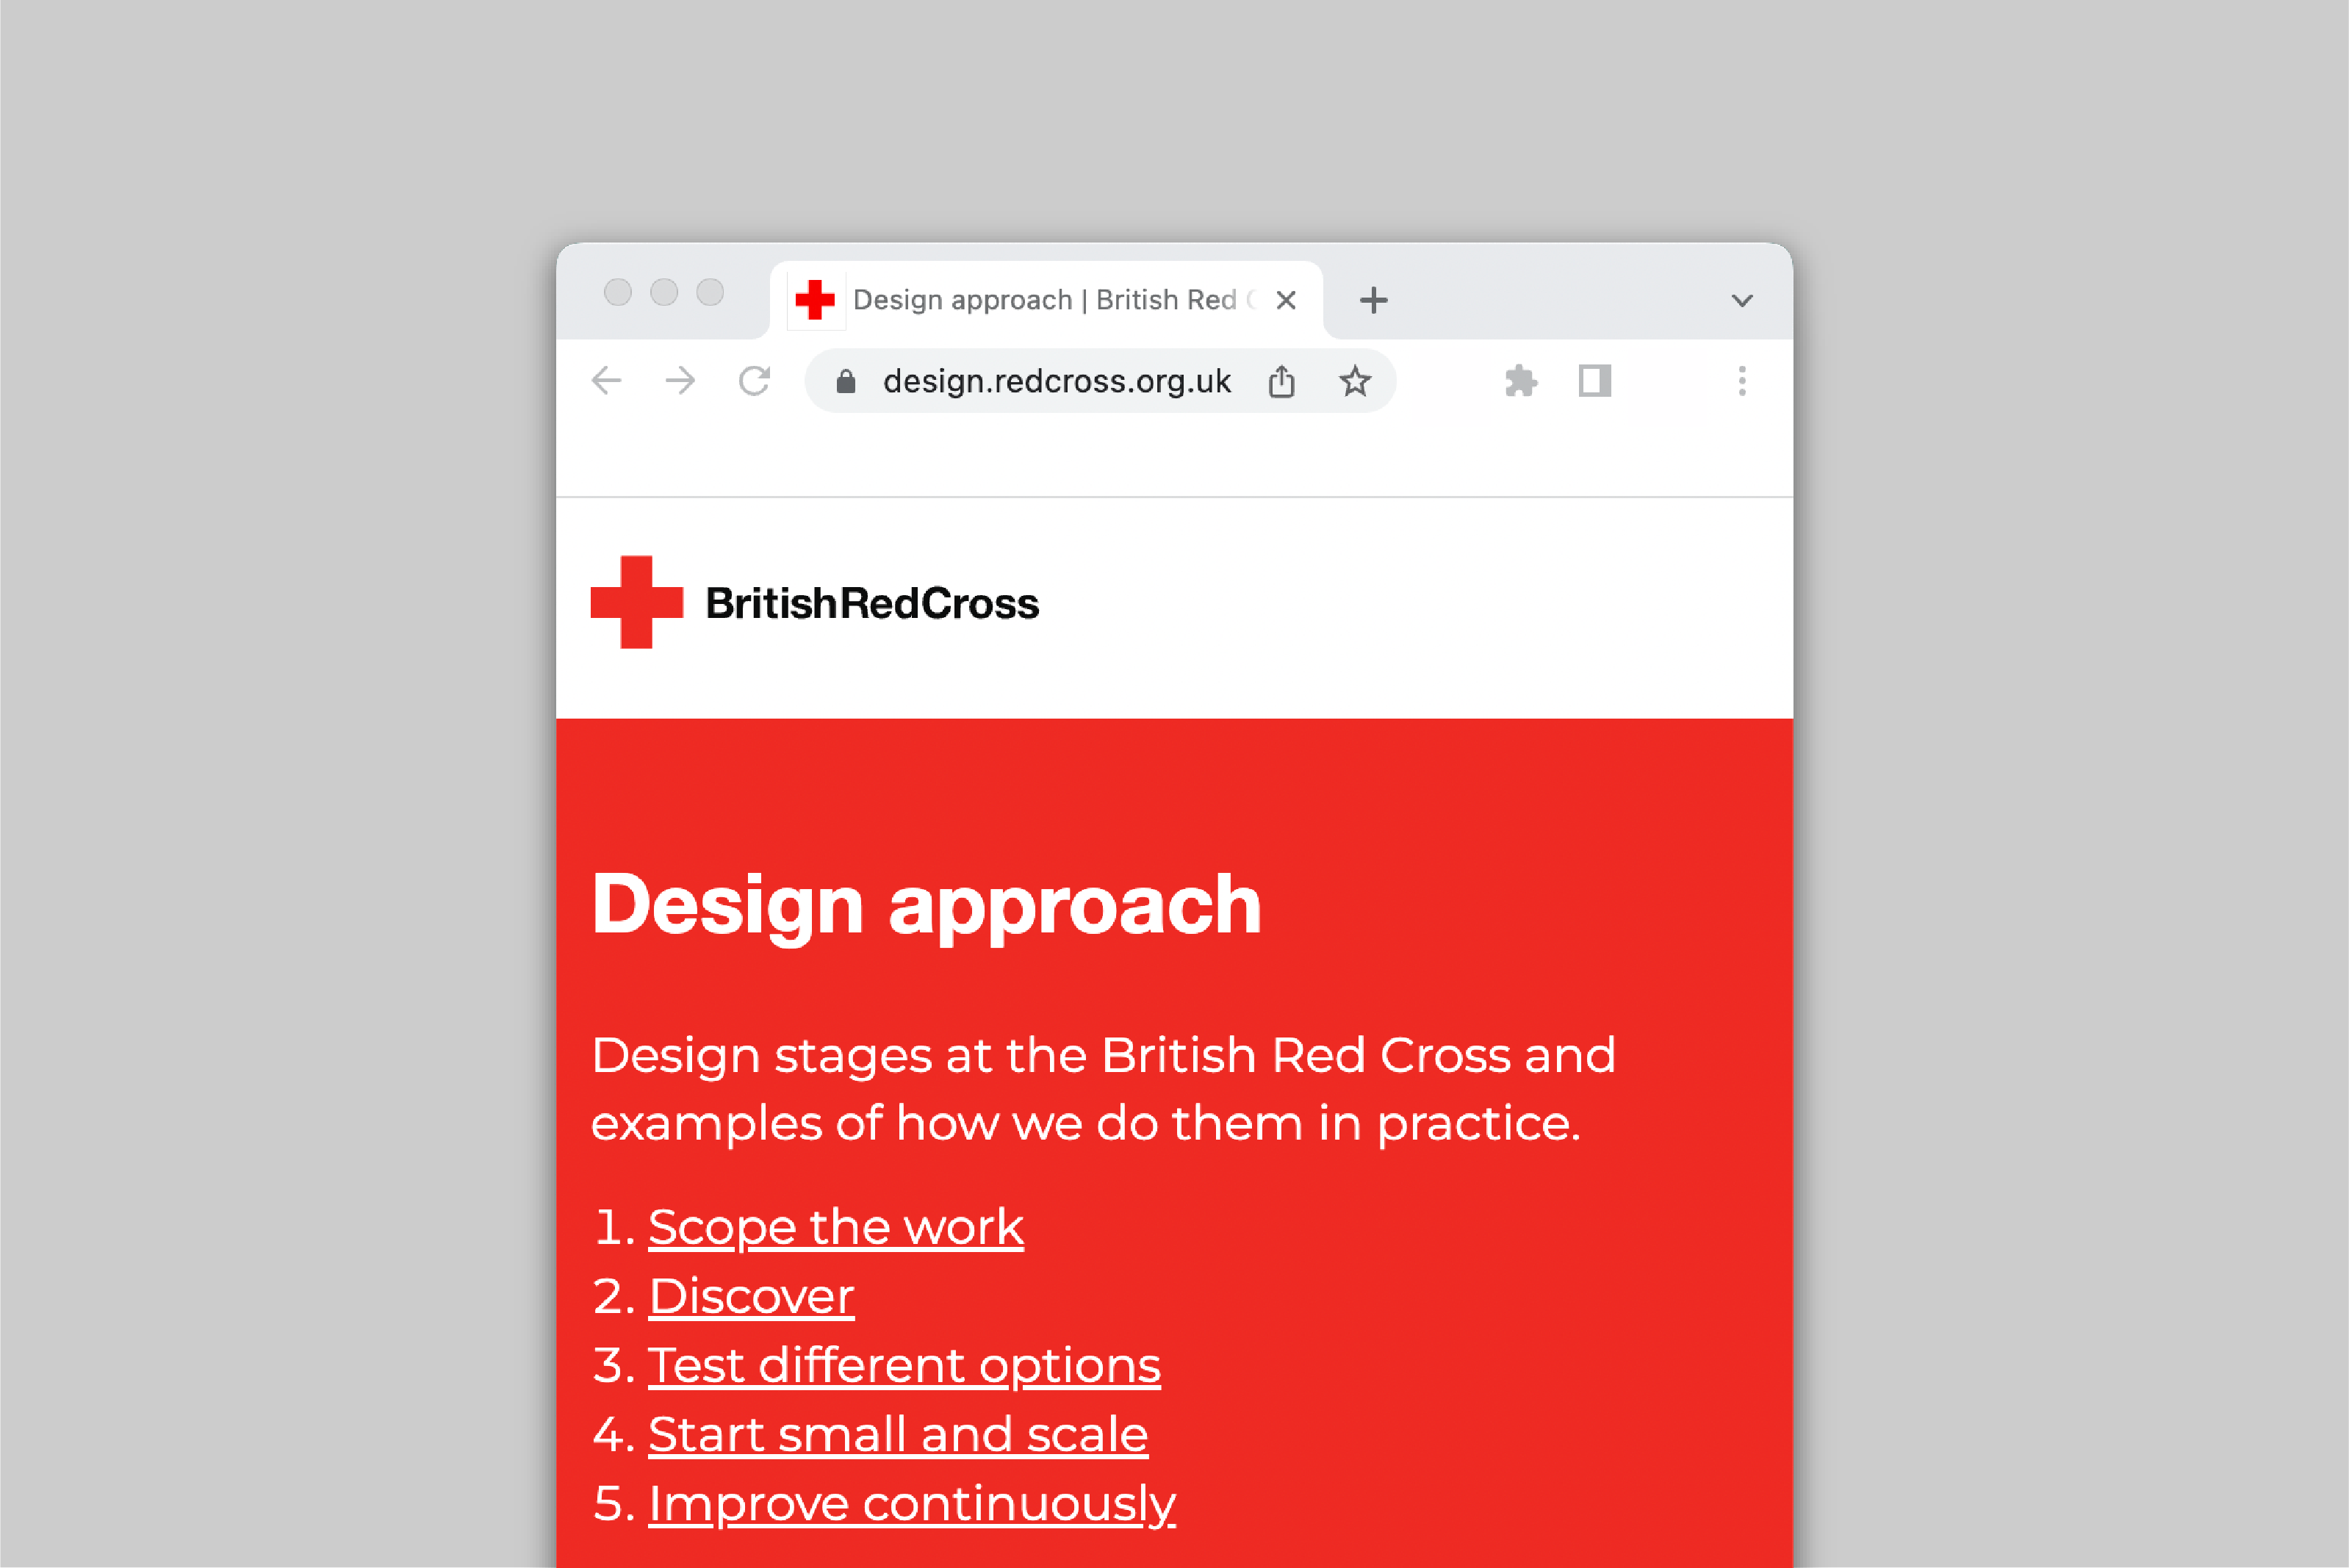 Design approach | British Red
design.redcross.org.uk
BritishRedCross
Design approach
Design stages at the British Red Cross and
examples of how we do them in practice.
1. Scope the work
2. Discover
3. Test different options
4. Start small and scale
5. Improve continuously